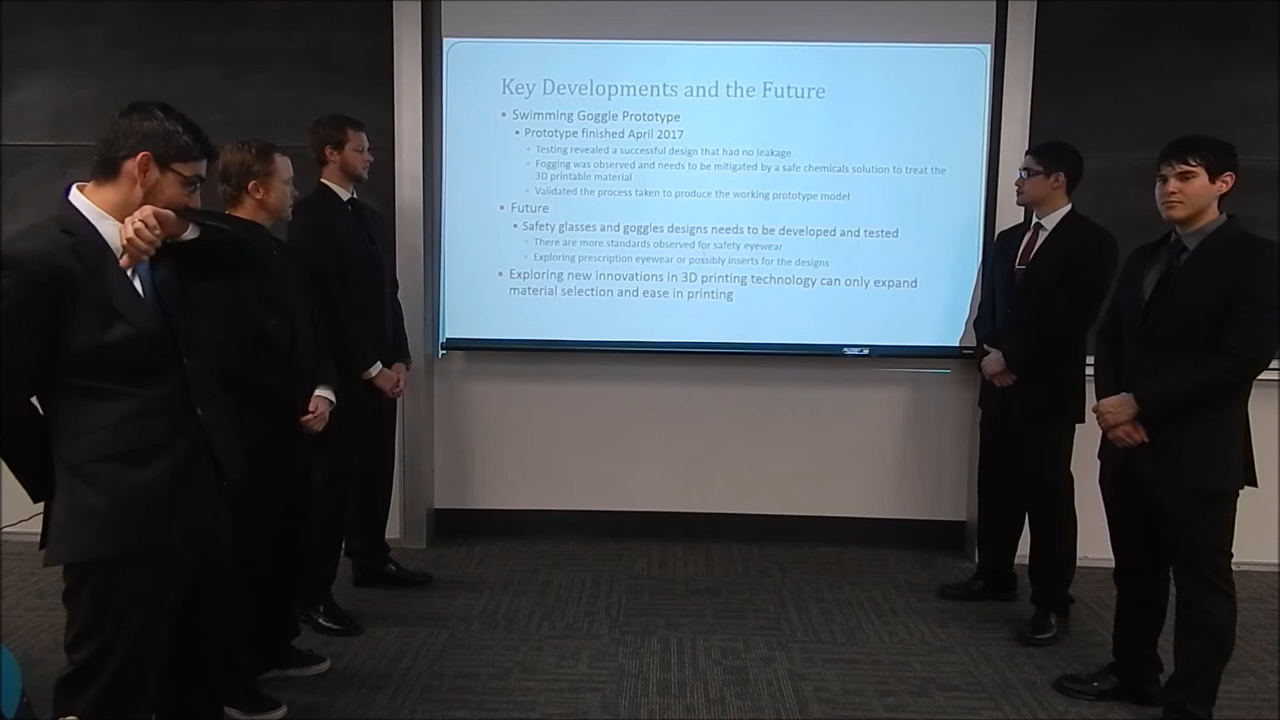 Key Developments and the Future
Swimming Goggle Prototype
Prototype finished April 2017
Testing revealed a successful design that had no leakage
Fogging was observed and needs to be mitigated by a safe chemicals solution to treat the
3D printable material
Validated the process taken to produce the working prototype model
Future
Safety glasses and goggles designs needs to be developed and tested
There are more standards observed for safety eyewear
Exploring prescription eyewear or possibly inserts for the designs
Exploring new innovations in 3D printing technology can only expand
material selection and ease in printing